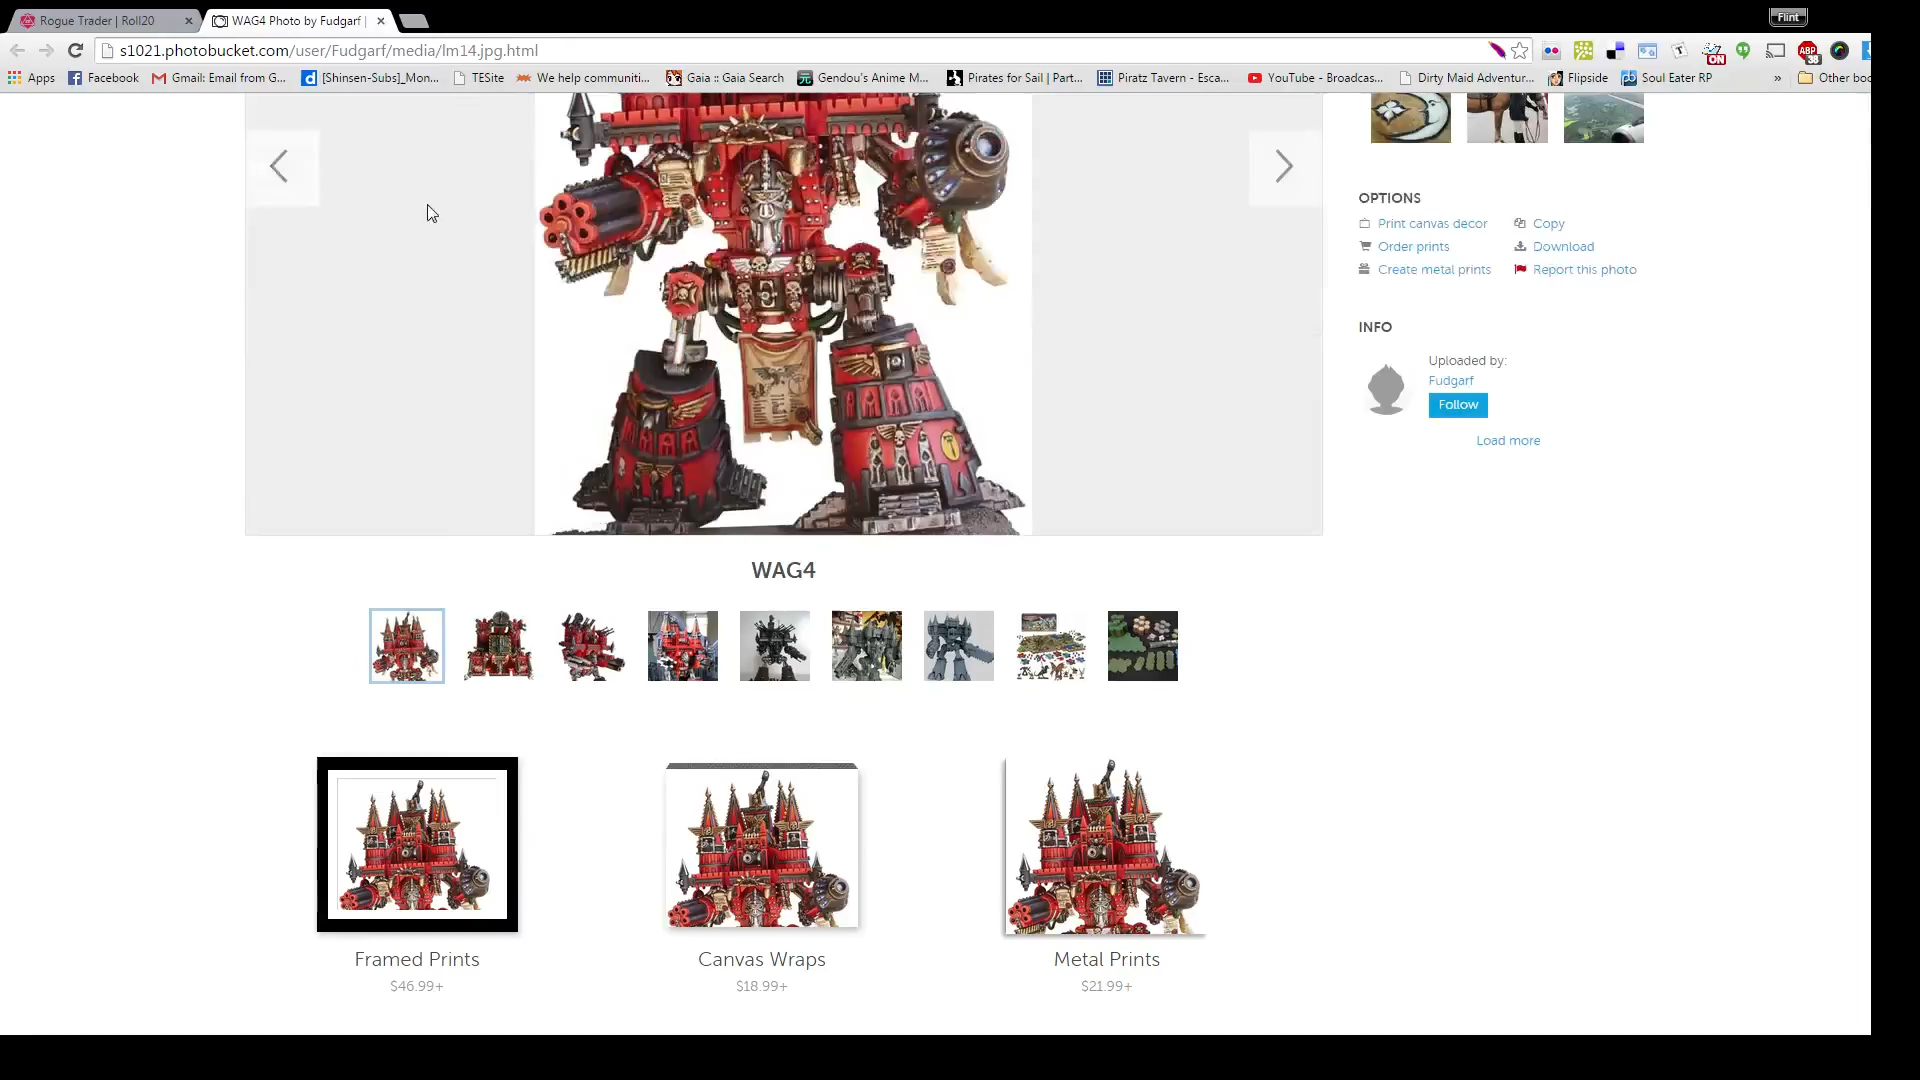 Rogue Trader | Roll20
WAG4 Photo by Fudgarf |
Flint
s1021.photobucket.com/user/Fudgarf/media/lm14.jpg.html
ON
ABP
38
Apps
Facebook
Gmail: Email from G...
[Shinsen-Subs]_Mon...
TESite
We help communiti...
Gaia :: Gaia Search
Gendou's Anime M...
Pirates for Sail | Part...
Piratz Tavern - Esca...
YouTube - Broadcas...
Dirty Maid Adventur...
Flipside
Soul Eater RP
»
Other boo
OPTIONS
Print canvas decor
Copy
Order prints
Download
Create metal prints
Report this photo
INFO
Uploaded by:
Fudgarf
Follow
Load more
WAG4
Framed Prints
$46.99+
Canvas Wraps
$18.99+
Metal Prints
$21.99+